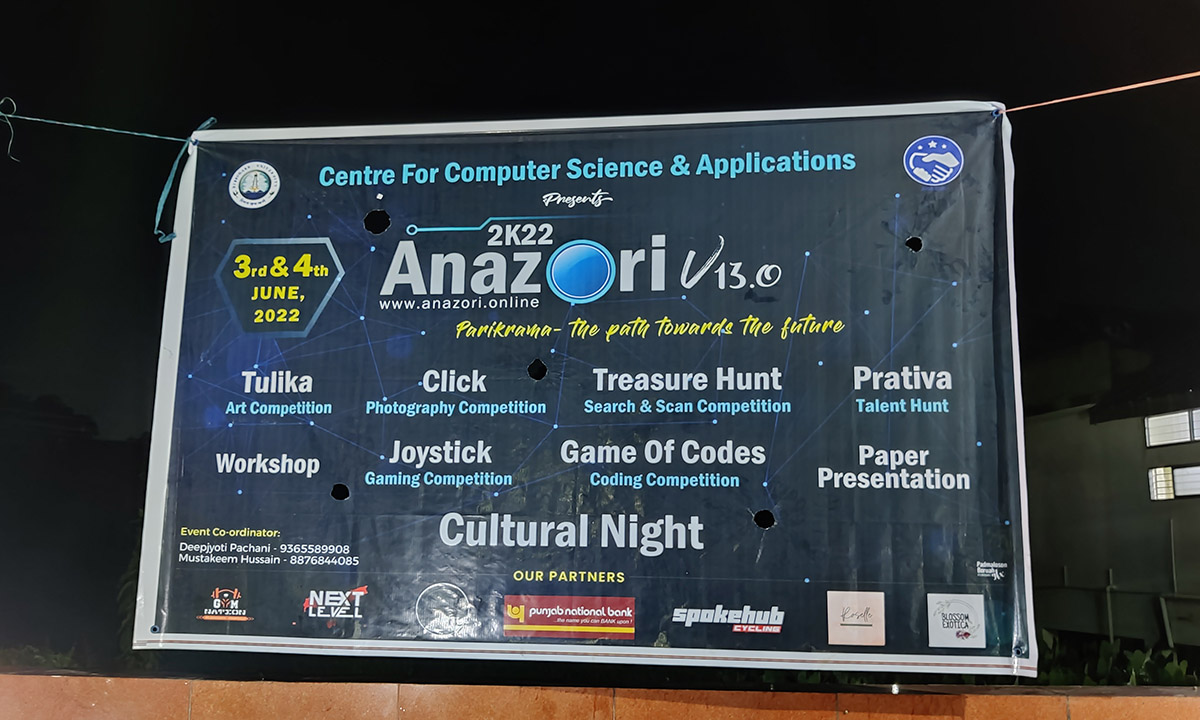 Centre For Computer Science & Applications
Presents
2K22
Anazori V13.0
www.anazori.online
3rd & 4th
JUNE,
2022
Parikrama- the path towards the future
Tulika
Art Competition
Click
Photography Competition
Treasure Hunt
Search & Scan Competition
Prativa
Talent Hunt
Workshop
Joystick
Gaming Competition
Game Of Codes
Coding Competition
Paper
Presentation
Cultural Night
Event Co-ordinator:
Deepjyoti Pachani - 9365589908
Mustakeem Hussain - 8876844085
OUR PARTNERS
GYM
NATION
NEXT
LEVEL
punjab national bank
...the name you can BANK upon !
spokehub
CYCLING
Roselle
BLOSSOM
EXOTICA